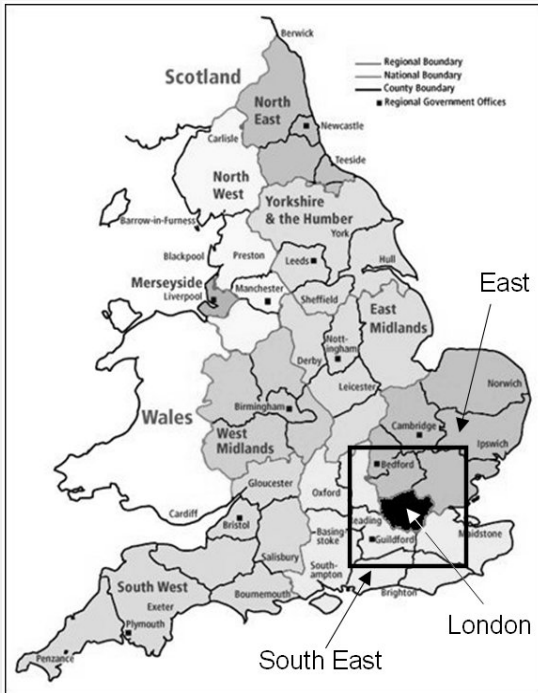 Berwick
Scotland
Regional Boundary
National Boundary
County Boundary
Regional Government Offices
North
East
Newcastle
Carlisle
Teeside
North
West
Yorkshire
& the Humber
Barrow-in-Furness
York
Blackpool
Preston
Leeds
Hull
Merseyside
Liverpool
Manchester
Sheffield
East
East
Midlands
Derby
Nott-
ingham
Norwich
Leicester
Wales
Birmingham
Cambridge
West
Midlands
Ipswich
Bedford
Gloucester
Oxford
Cardiff
Bristol
Reading
Basing-
stoke
Guildford
Maidstone
Salisbury
South-
ampton
South West
Exeter
Bournemouth
Brighton
Plymouth
London
Penzance
South East